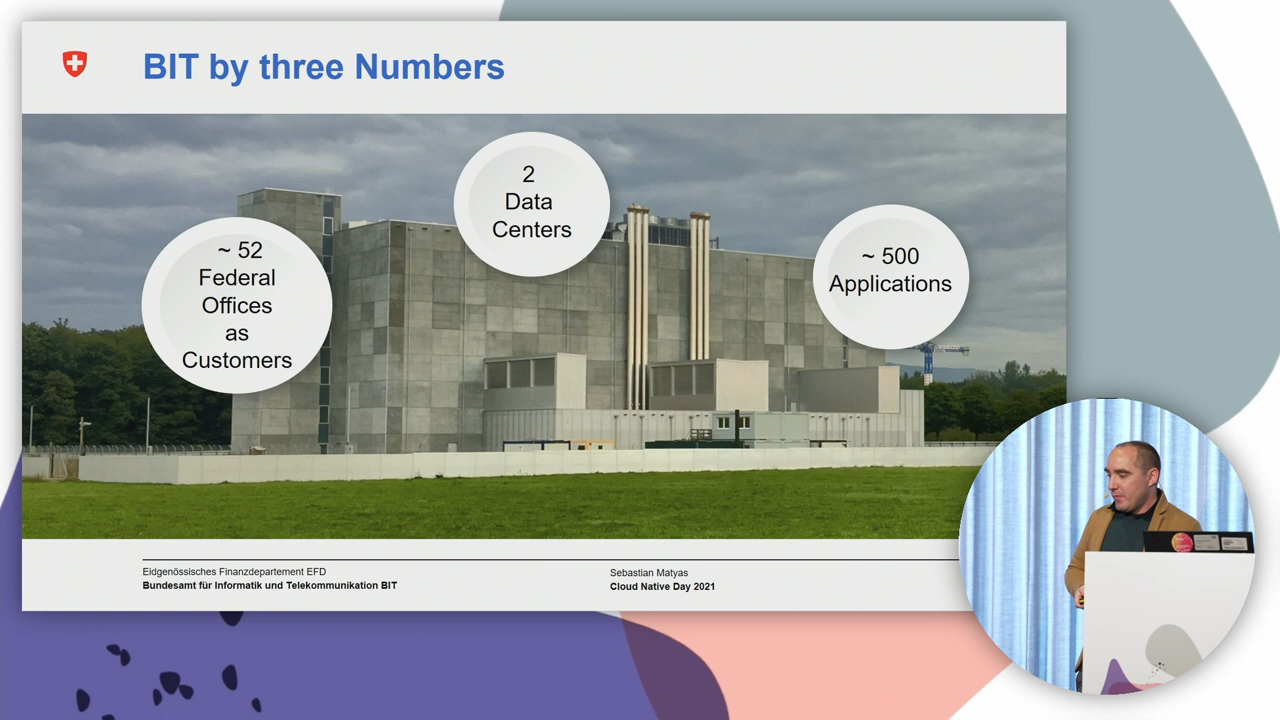 BIT by three Numbers
2
Data
Centers
~ 52
Federal
Offices
as
Customers
~ 500
Applications
Eidgenössisches Finanzdepartement EFD
Bundesamt für Informatik und Telekommunikation BIT
Sebastian Matyas
Cloud Native Day 2021